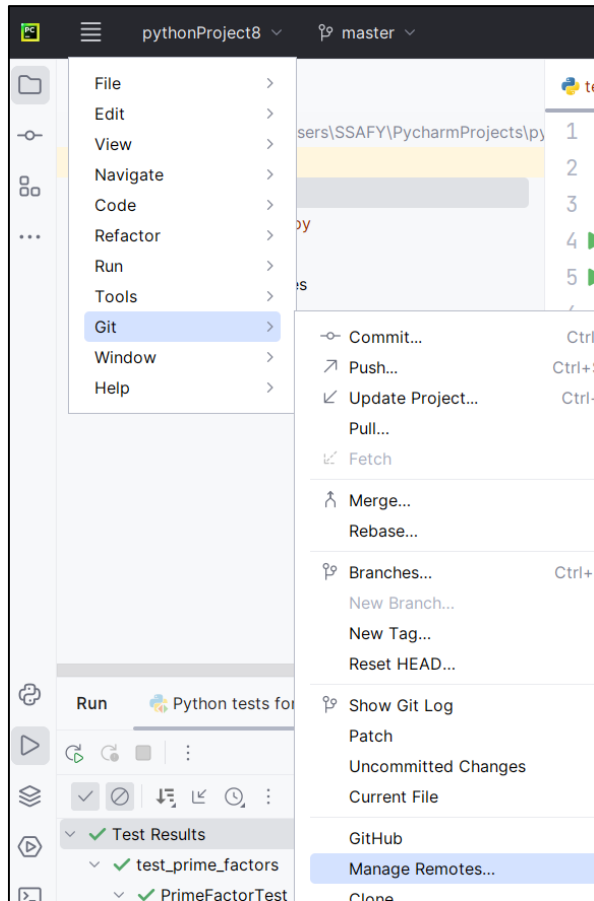 PC
pythonProject8
master
File
Edit
View
Navigate
Code
Refactor
Run
Tools
Git
Window
Help
sers\SSAFY\PycharmProjects\py
1
2
3
4
5
Commit...
Push...
Update Project...
Pull...
Fetch
Merge...
Rebase...
Branches...
New Branch...
New Tag...
Reset HEAD...
Show Git Log
Patch
Uncommitted Changes
Current File
GitHub
Manage Remotes...
Clone
Run
Python tests for
Test Results
test_prime_factors
PrimeFactorTest